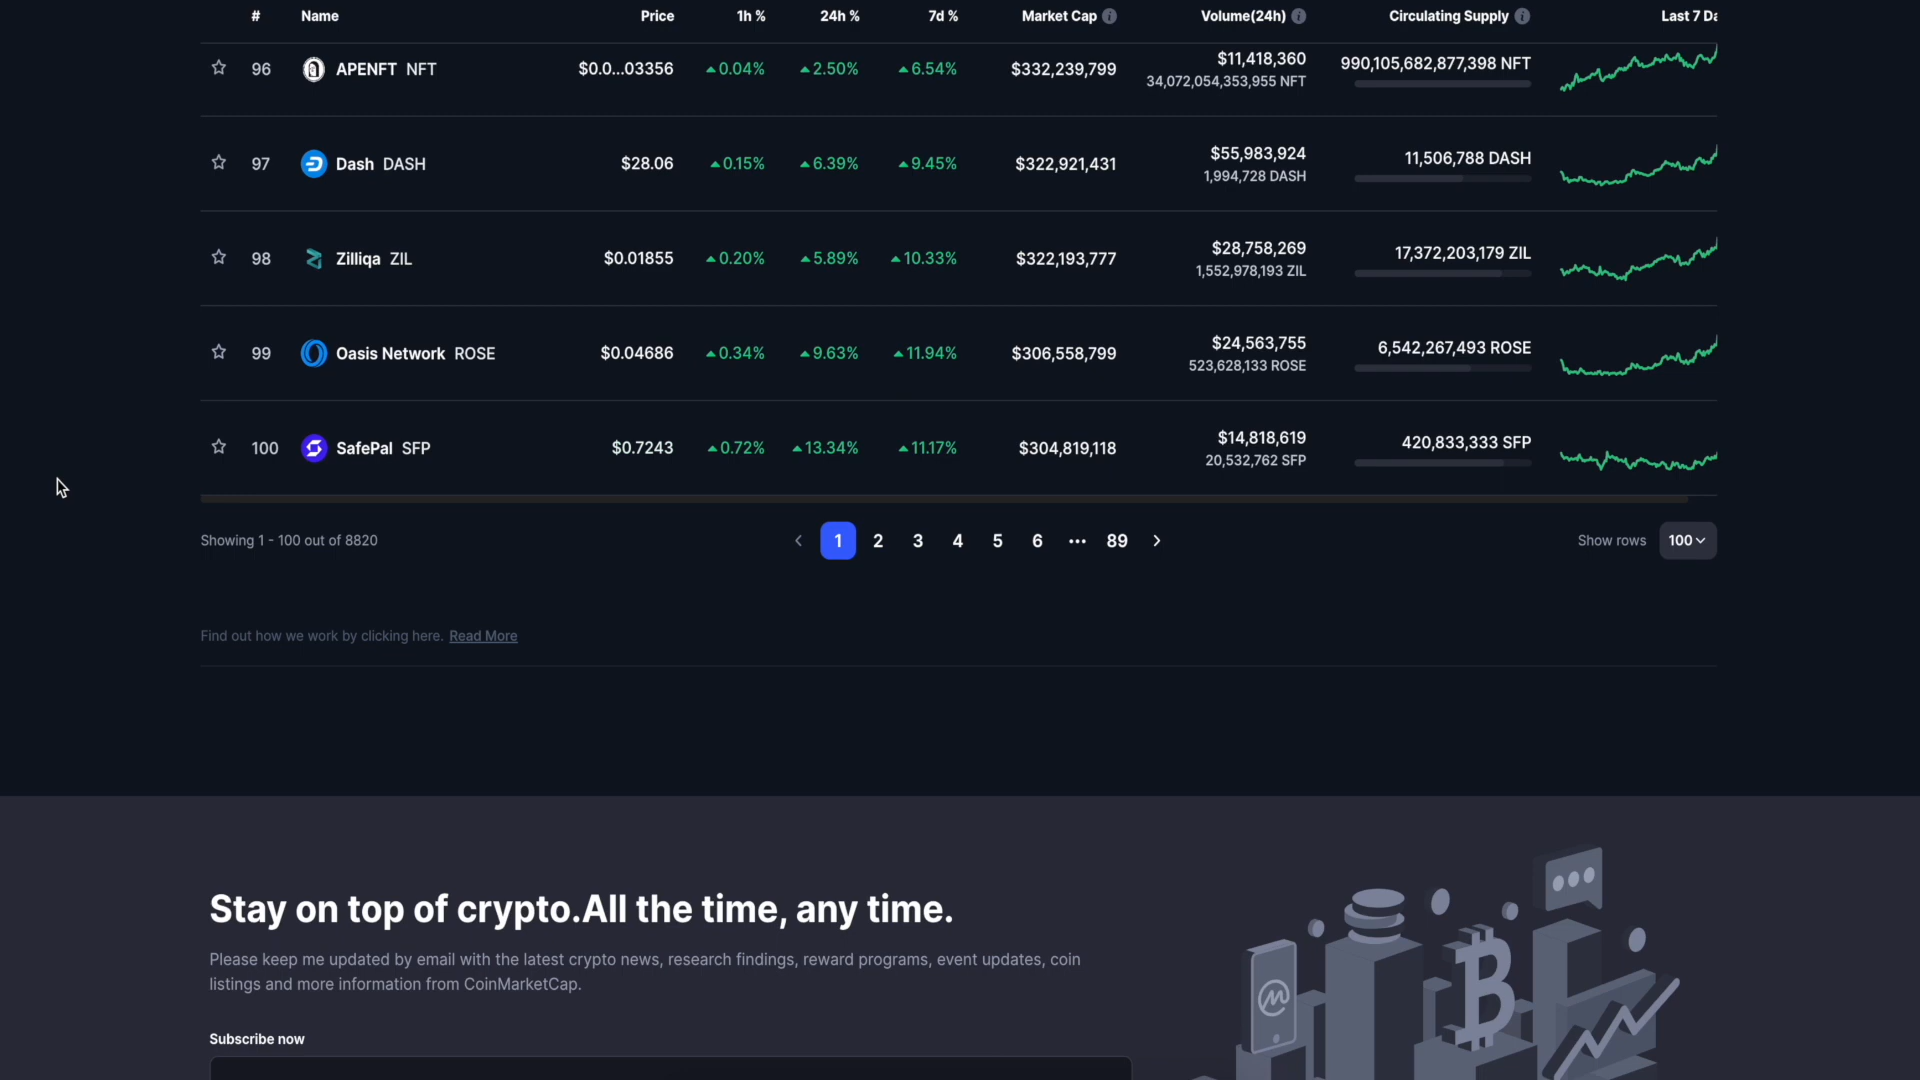 # Name Price 1h % 24h % 7d % Market Cap Volume(24h) Circulating Supply Last 7 Da
96 APENFT NFT $0.0...03356 0.04% 2.50% 6.54% $332,239,799 $11,418,360 990,105,682,877,398 NFT
34,072,054,353,955 NFT
97 Dash DASH $28.06 0.15% 6.39% 9.45% $322,921,431 $55,983,924 11,506,788 DASH
1,994,728 DASH
98 Zilliqa ZIL $0.01855 0.20% 5.89% 10.33% $322,193,777 $28,758,269 17,372,203,179 ZIL
1,552,978,193 ZIL
99 Oasis Network ROSE $0.04686 0.34% 9.63% 11.94% $306,558,799 $24,563,755 6,542,267,493 ROSE
523,628,133 ROSE
100 SafePal SFP $0.7243 0.72% 13.34% 11.17% $304,819,118 $14,818,619 420,833,333 SFP
20,532,762 SFP
Showing 1 - 100 out of 8820 1 2 3 4 5 6 ••• 89 Show rows 100
Find out how we work by clicking here. Read More
Stay on top of crypto.All the time, any time.
Please keep me updated by email with the latest crypto news, research findings, reward programs, event updates, coin
listings and more information from CoinMarketCap.
Subscribe now